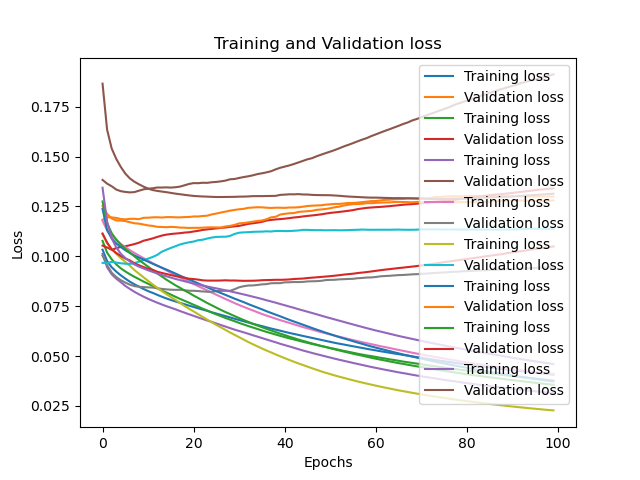 Training and Validation loss
Loss
0.175
0.150
0.125
0.100
0.075
0.050
0.025
0
20
40
60
80
100
Epochs
Training loss
Validation loss
Training loss
Validation loss
Training loss
Validation loss
Training loss
Validation loss
Training loss
Validation loss
Training loss
Validation loss
Training loss
Validation loss
Training loss
Validation loss